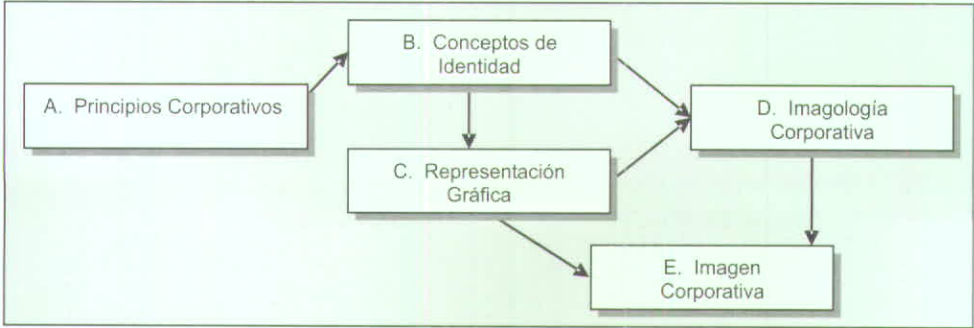 A. Principios Corporativos
B. Conceptos de
Identidad
C. Representación
Gráfica
D. Imagología
Corporativa
E. Imagen
Corporativa